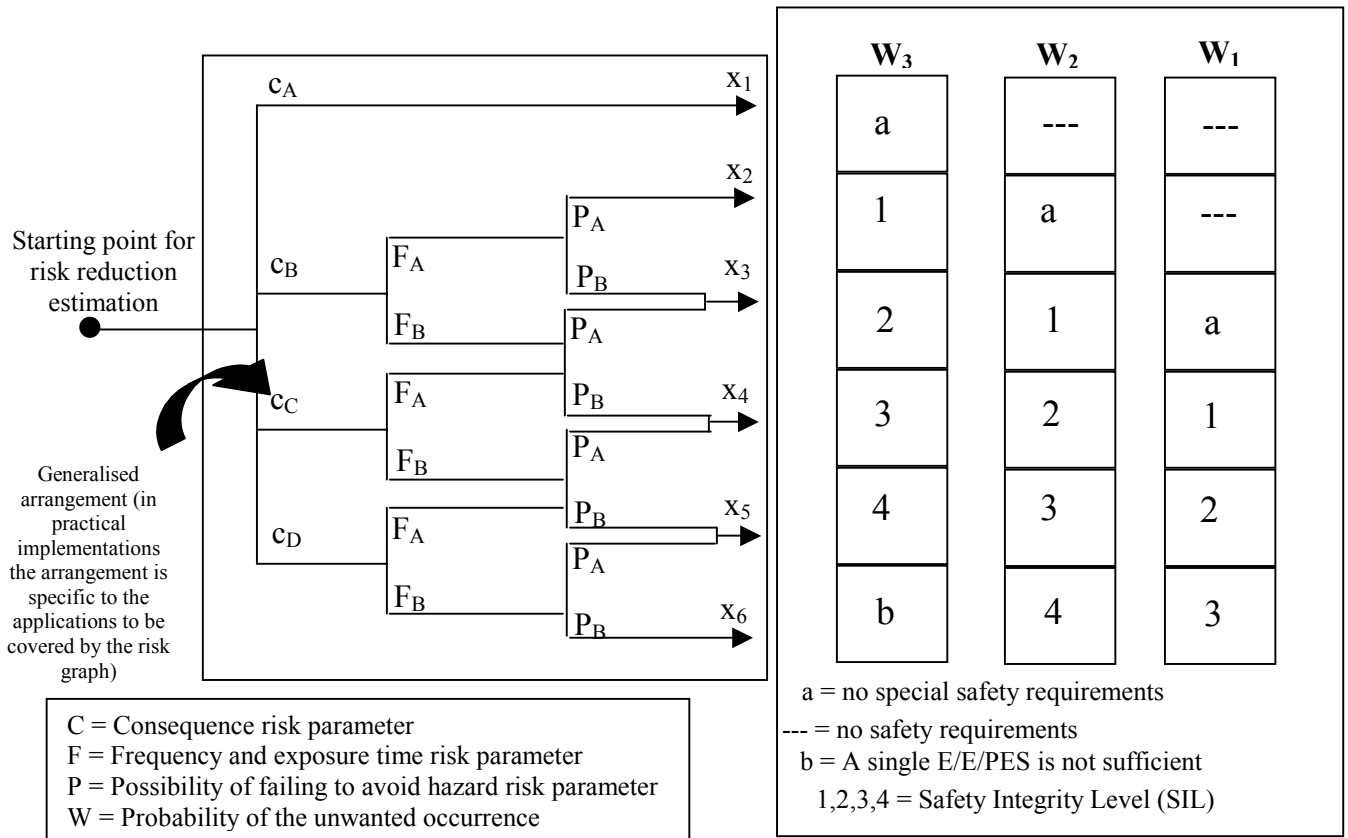 Starting point for
risk reduction
estimation
Generalised
arrangement (in
practical
implementations
the arrangement is
specific to the
applications to be
covered by the risk
graph)
c_A
x_1
x_2
P_A
c_B
F_A
P_B
x_3
F_B
P_A
c_C
F_A
P_B
x_4
F_B
P_A
c_D
F_A
P_B
x_5
F_B
P_A
P_B
x_6
W_3 W_2 W_1
a --- ---
1 a ---
2 1 a
3 2 1
4 3 2
b 4 3
a = no special safety requirements
--- = no safety requirements
b = A single E/E/PES is not sufficient
1,2,3,4 = Safety Integrity Level (SIL)
C = Consequence risk parameter
F = Frequency and exposure time risk parameter
P = Possibility of failing to avoid hazard risk parameter
W = Probability of the unwanted occurrence